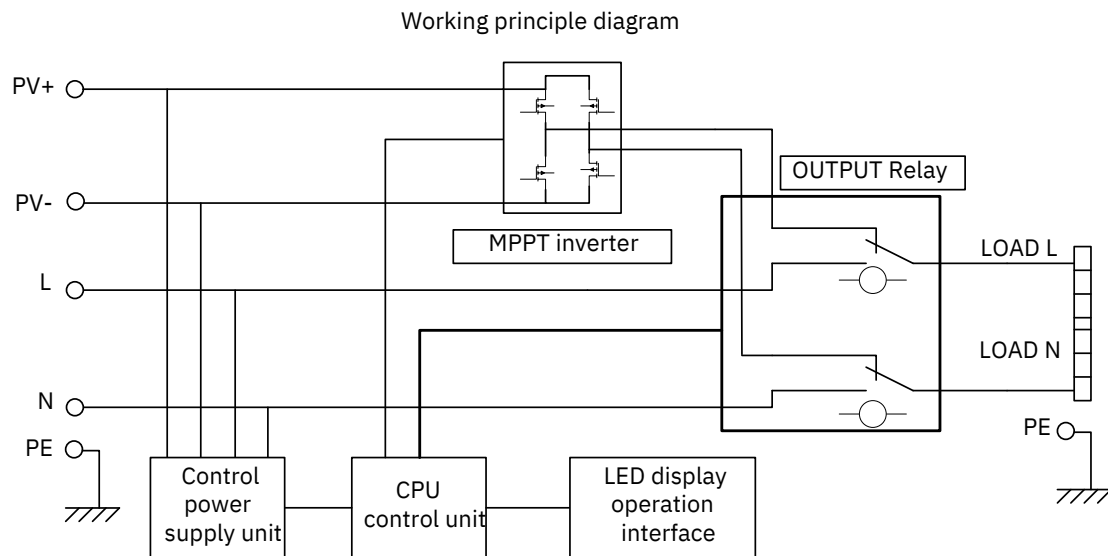 Working principle diagram
PV+
PV-
OUTPUT Relay
MPPT inverter
L
LOAD L
LOAD N
N
PE
PE
Control
power
supply unit
CPU
control unit
LED display
operation
interface